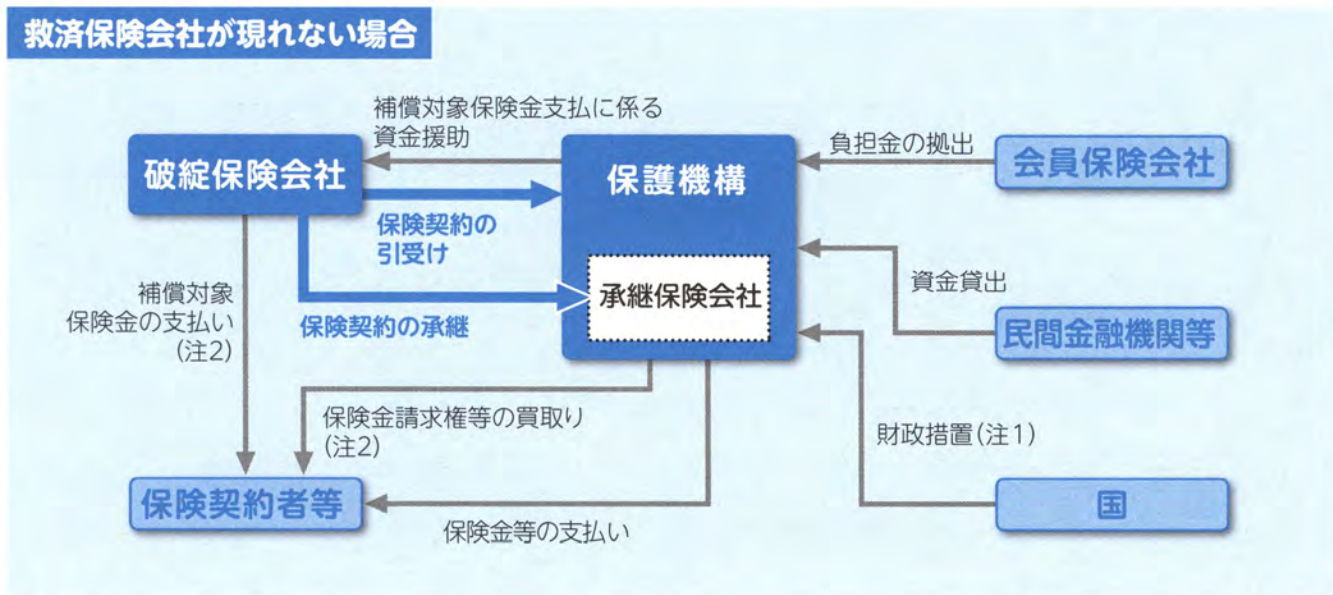 救済保険会社が現れない場合
補償対象保険金支払に係る
資金援助
負担金の拠出
破綻保険会社
保護機構
会員保険会社
保険契約の
引受け
資金貸出
承継保険会社
補償対象
保険金の支払い
(注2)
保険契約の承継
民間金融機関等
保険金請求権等の買取り
(注2)
財政措置(注1)
保険契約者等
国
保険金等の支払い